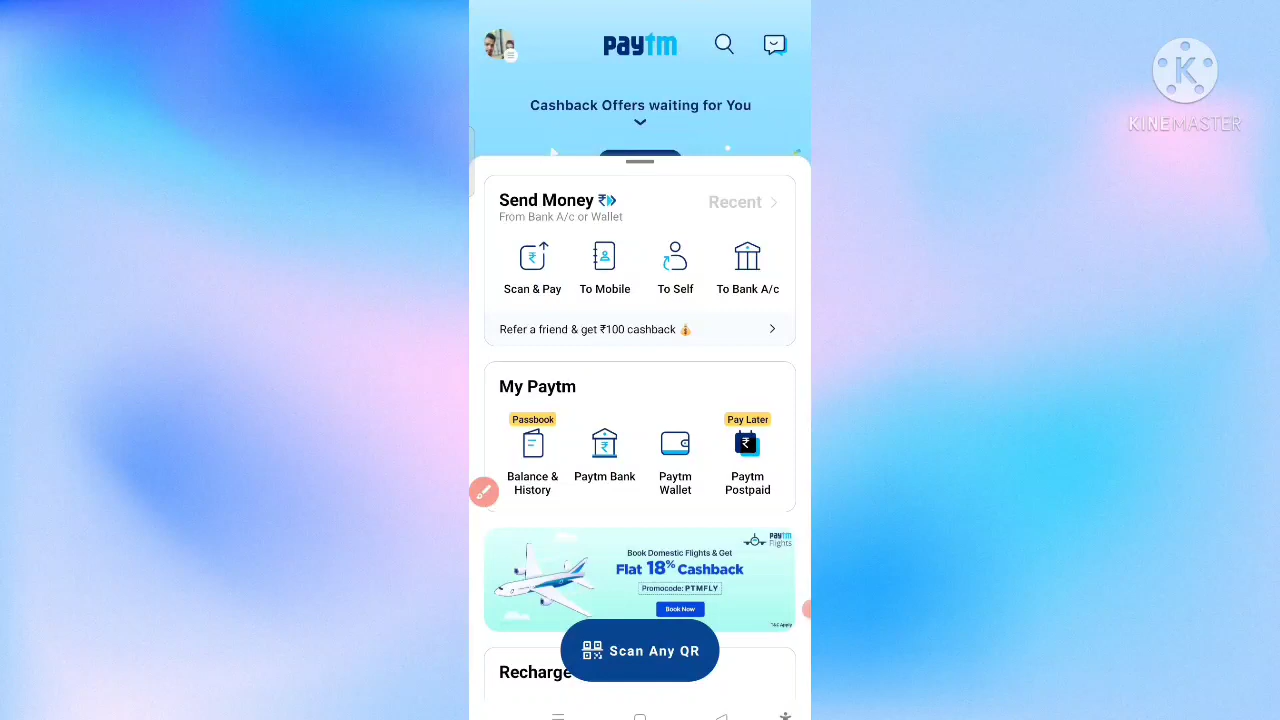 paytm
K
KINEMASTER
Cashback Offers waiting for You
Send Money ₹
Recent
From Bank A/c or Wallet
₹
Scan & Pay
To Mobile
To Self
To Bank A/c
Refer a friend & get ₹100 cashback
My Paytm
Passbook
Pay Later
₹
₹
Balance & History
Paytm Bank
Paytm Wallet
Paytm Postpaid
paytm
Flights
Book Domestic Flights & Get
Flat 18% Cashback
Promocode: PTMFLY
Book Now
T&C Apply
Scan Any QR
Recharge